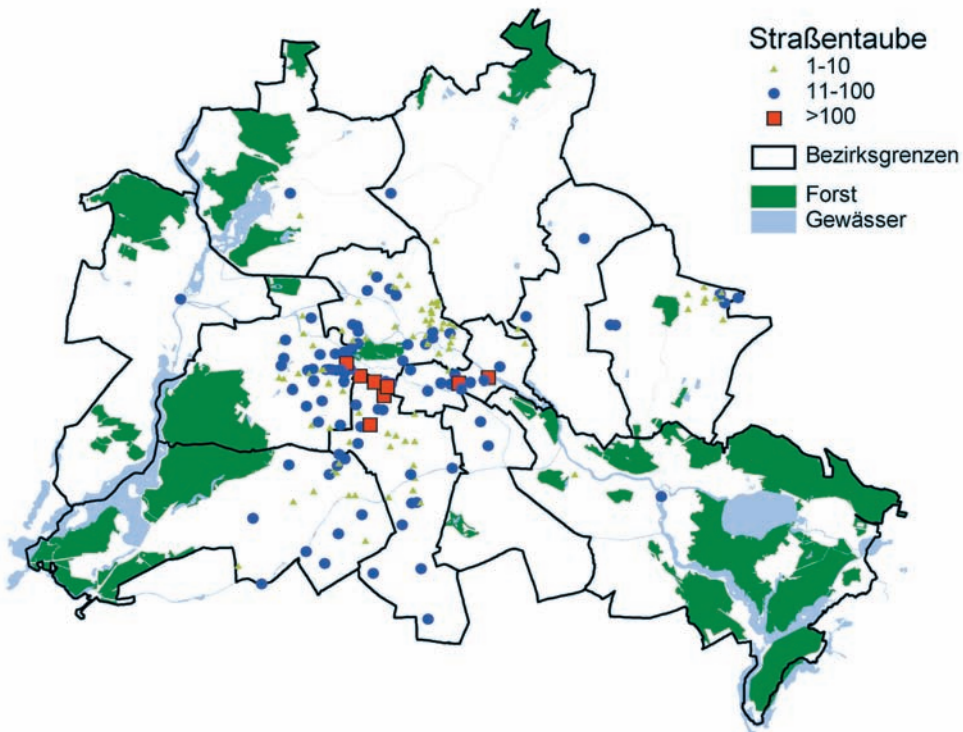 Straßentaube
1-10
11-100
>100
Bezirksgrenzen
Forst
Gewässer